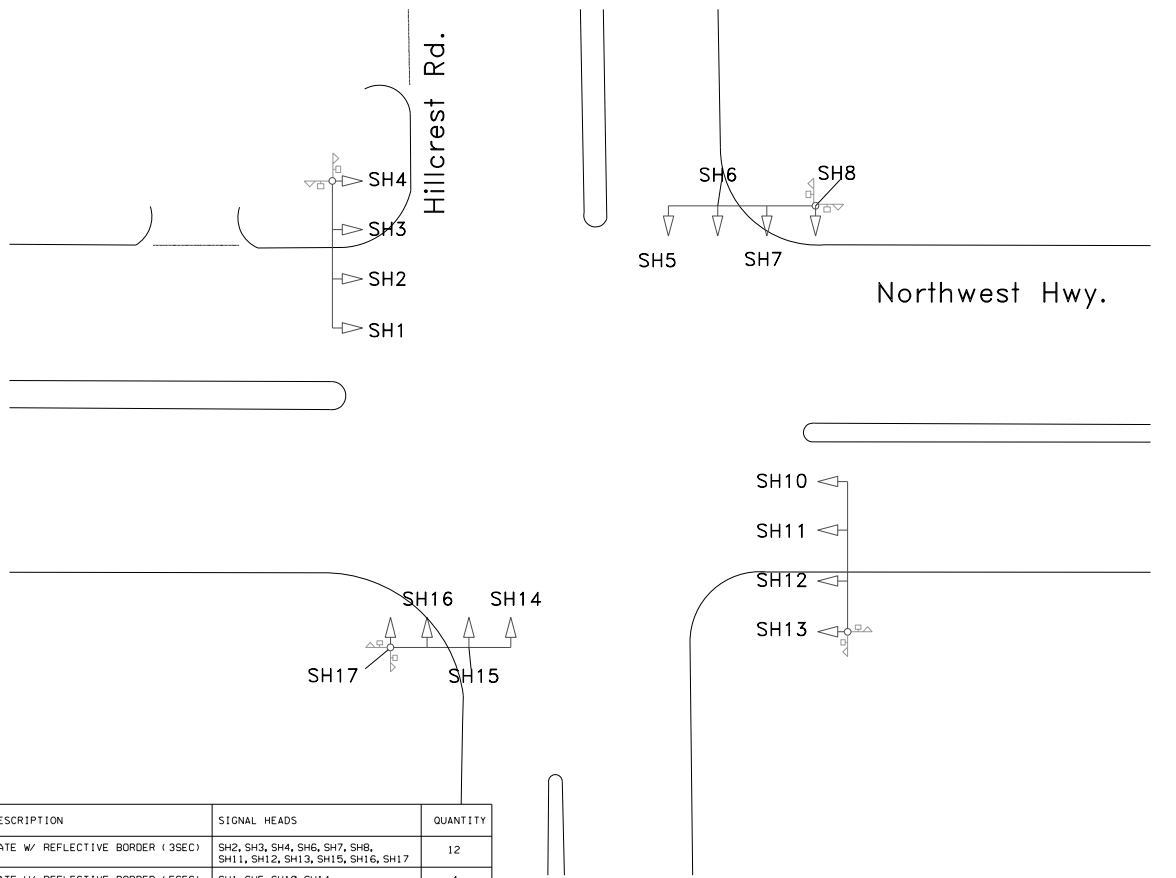 Hillcrest Rd.
SH4
SH3
SH2
SH1
SH6
SH8
SH5
SH7
Northwest Hwy.
SH10
SH11
SH12
SH13
SH16
SH14
SH17
SH15
SIGNAL HEADS
QUANTITY
W/ REFLECTIVE BORDER (3SEC)
SH2, SH3, SH4, SH6, SH7, SH8,
SH11, SH12, SH13, SH15, SH16, SH17
12